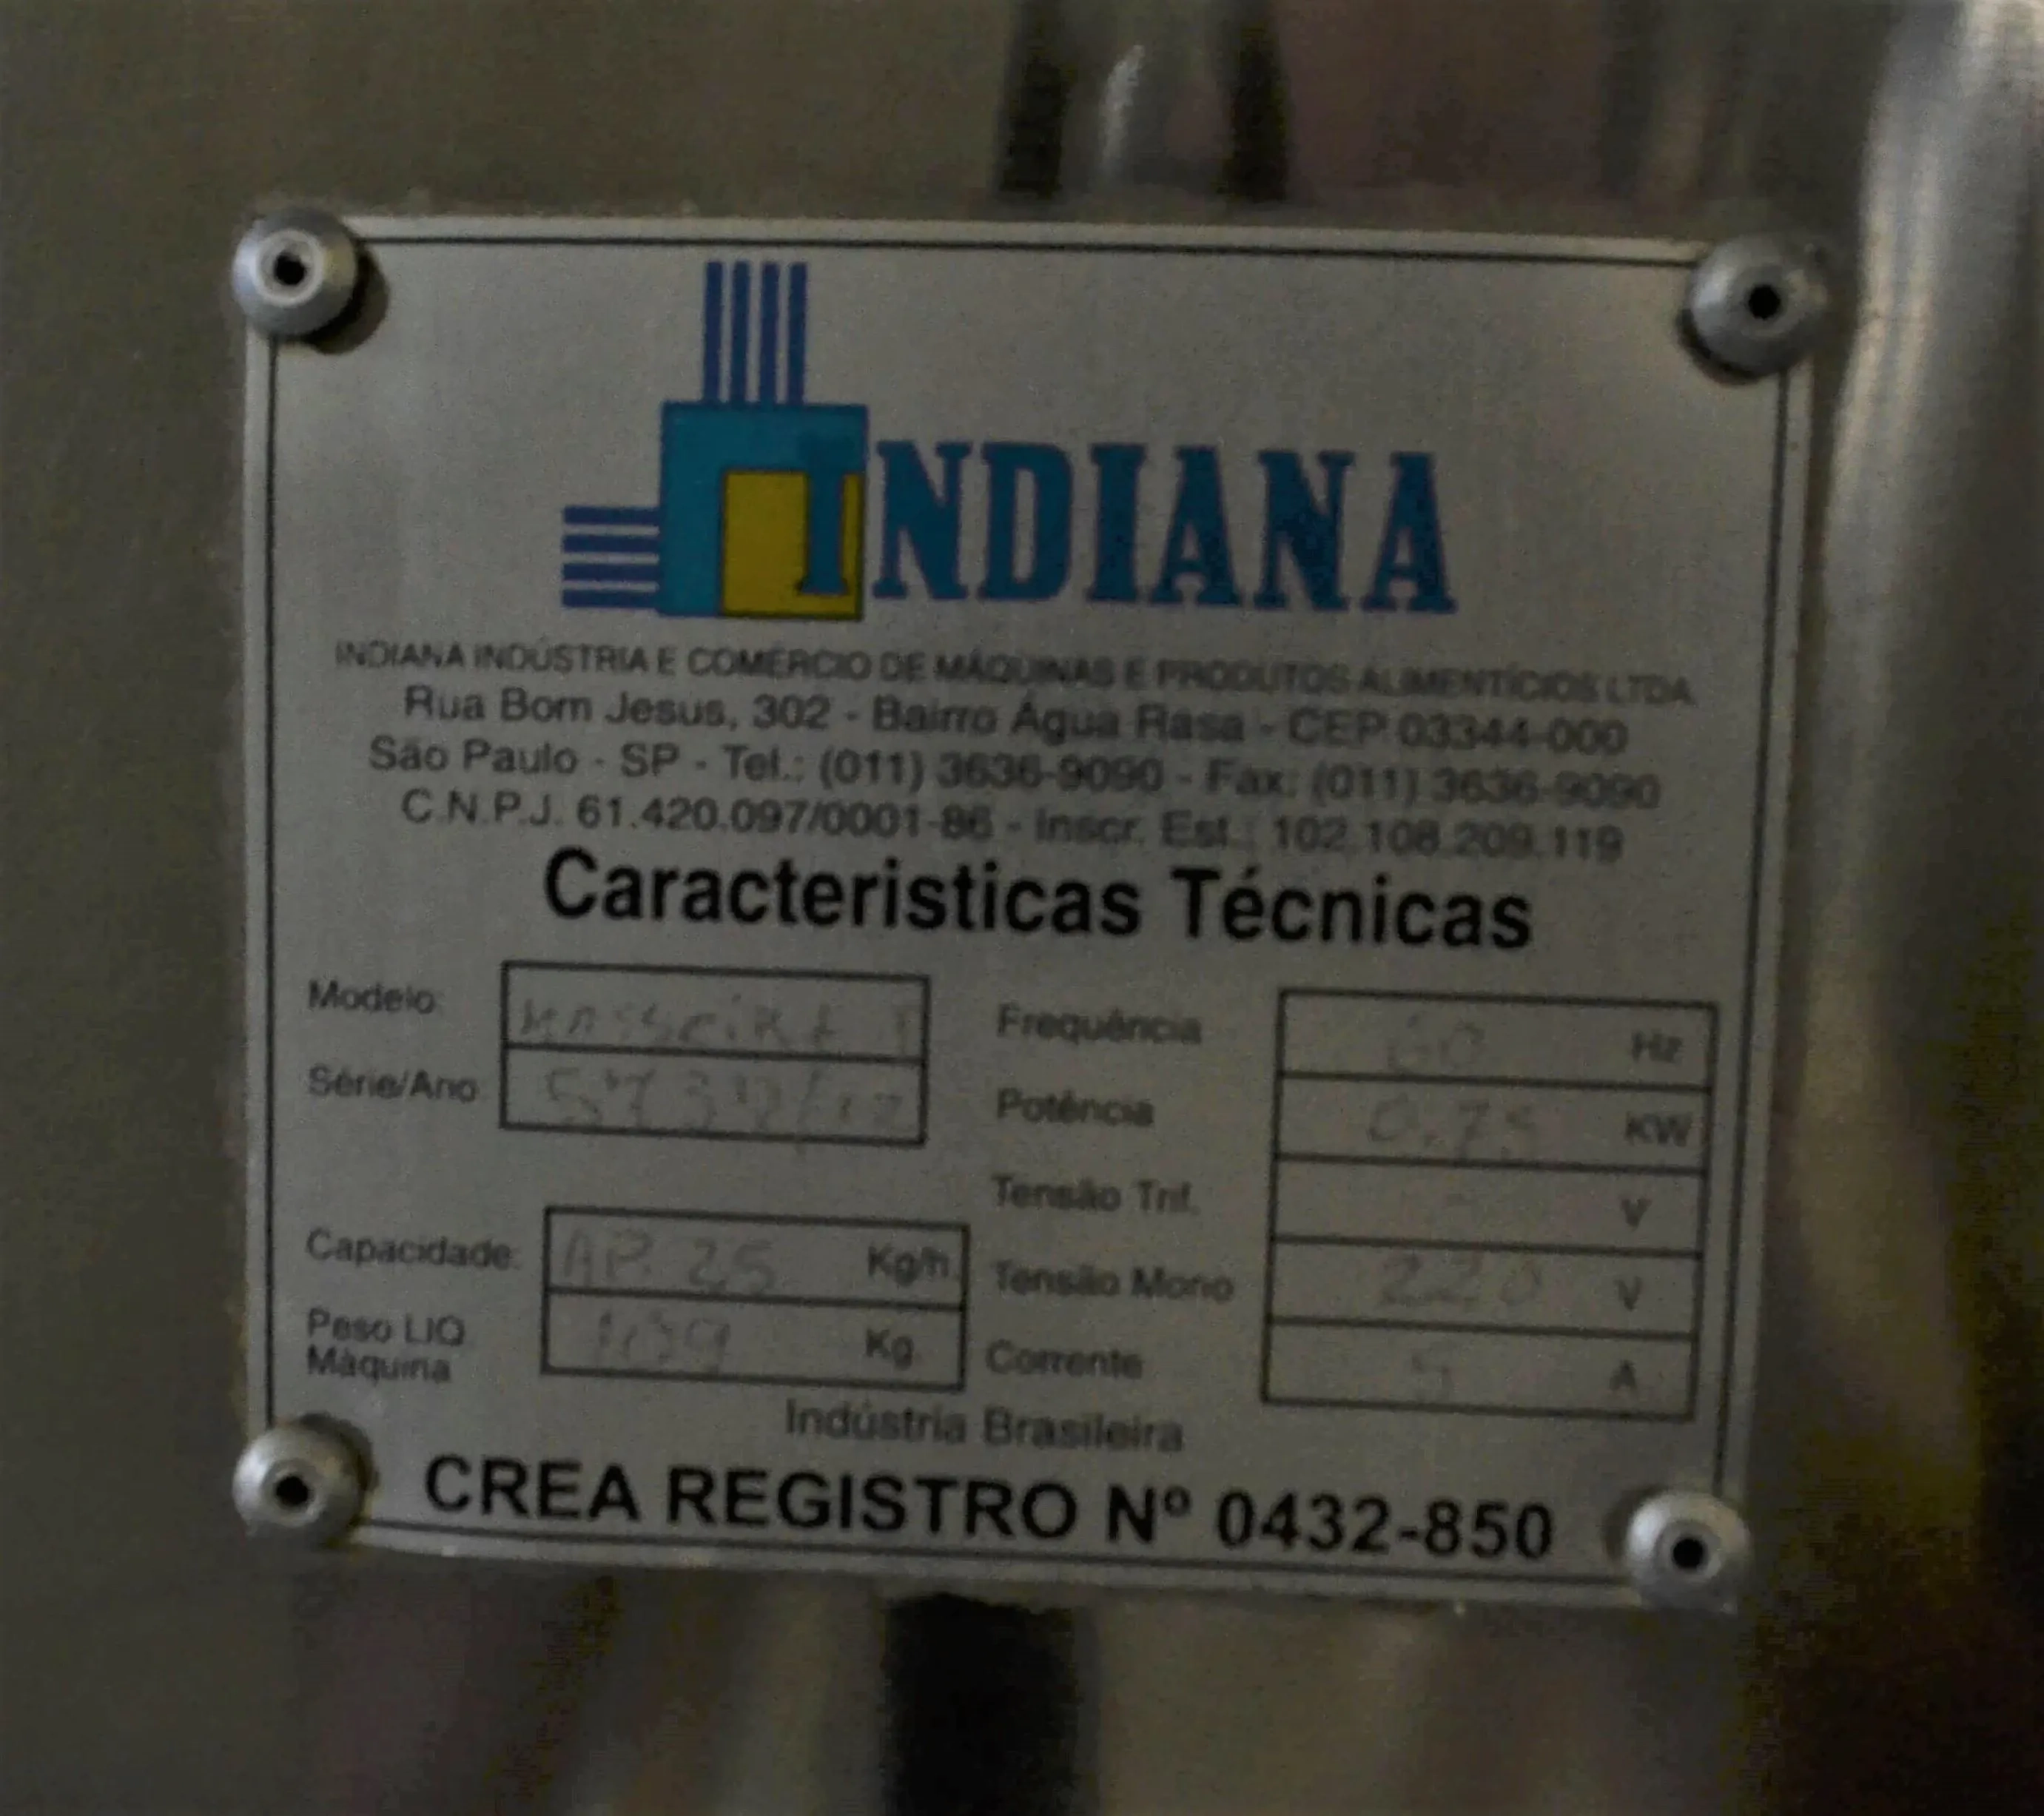 INDIANA
INDIANA INDÚSTRIA E COMÉRCIO DE MÁQUINAS E PRODUTOS ALIMENTÍCIOS LTDA
Rua Bom Jesus, 302 - Bairro Água Rasa - CEP 03344-000
São Paulo - SP - Tel.: (011) 3636-9090 - Fax: (011) 3636-9090
C.N.P.J. 61.420.097/0001-86 - Inscr. Est.: 102.108.209.119
Caracteristicas Técnicas
Modelo:
Série/Ano
Capacidade: AP. 25 Kg/h
Peso LIQ Kg
Máquina
Frequência 60 Hz
Potência 0.75 KW
Tensão Trif. - V
Tensão Mono 220 V
Corrente 5 A
Indústria Brasileira
CREA REGISTRO Nº 0432-850